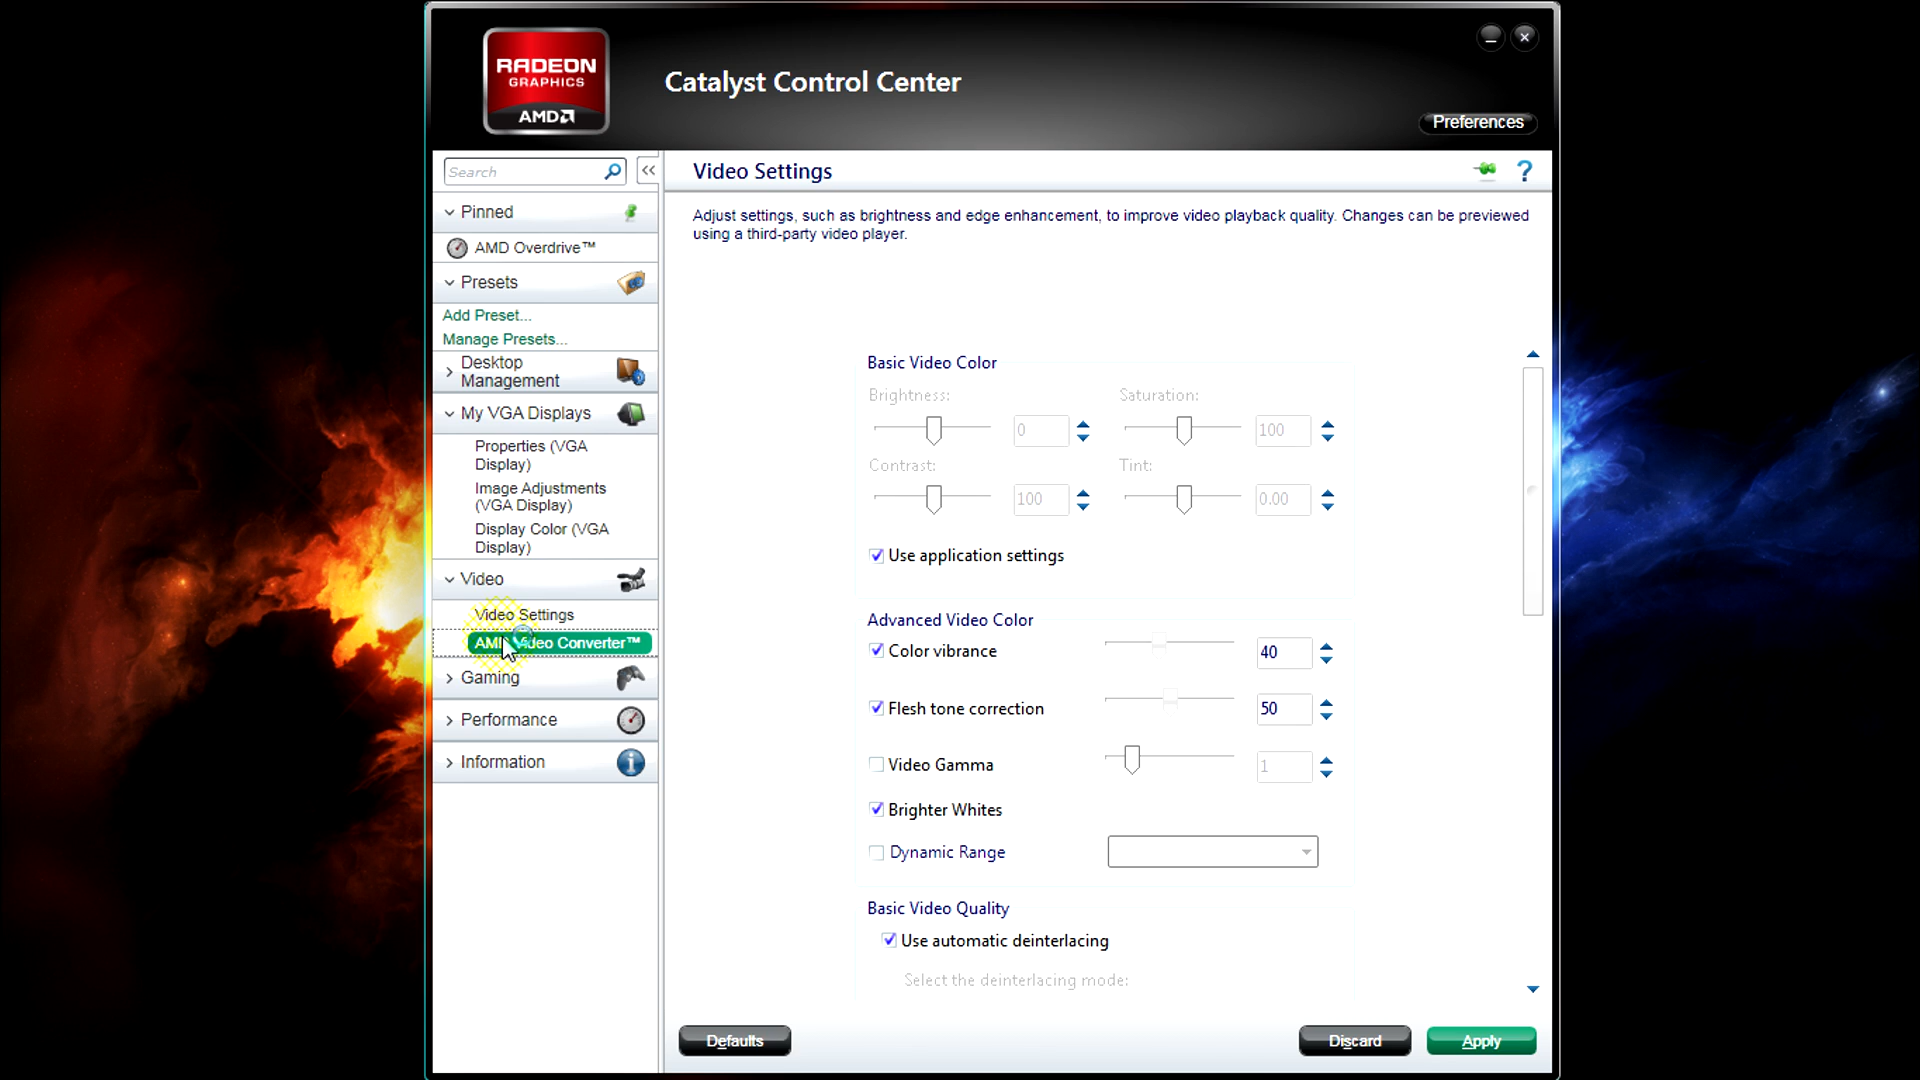 RADEON
GRAPHICS
AMD
Catalyst Control Center
Preferences
Search
Pinned
AMD Overdrive™
Presets
Add Preset...
Manage Presets...
Desktop
Management
My VGA Displays
Properties (VGA
Display)
Image Adjustments
(VGA Display)
Display Color (VGA
Display)
Video
Video Settings
AMD Video Converter™
Gaming
Performance
Information
Video Settings
Adjust settings, such as brightness and edge enhancement, to improve video playback quality. Changes can be previewed
using a third-party video player.
Basic Video Color
Brightness: Saturation:
0 100
Contrast: Tint:
100 0.00
Use application settings
Advanced Video Color
Color vibrance 40
Flesh tone correction 50
Video Gamma 1
Brighter Whites
Dynamic Range
Basic Video Quality
Use automatic deinterlacing
Select the deinterlacing mode:
Defaults Discard Apply